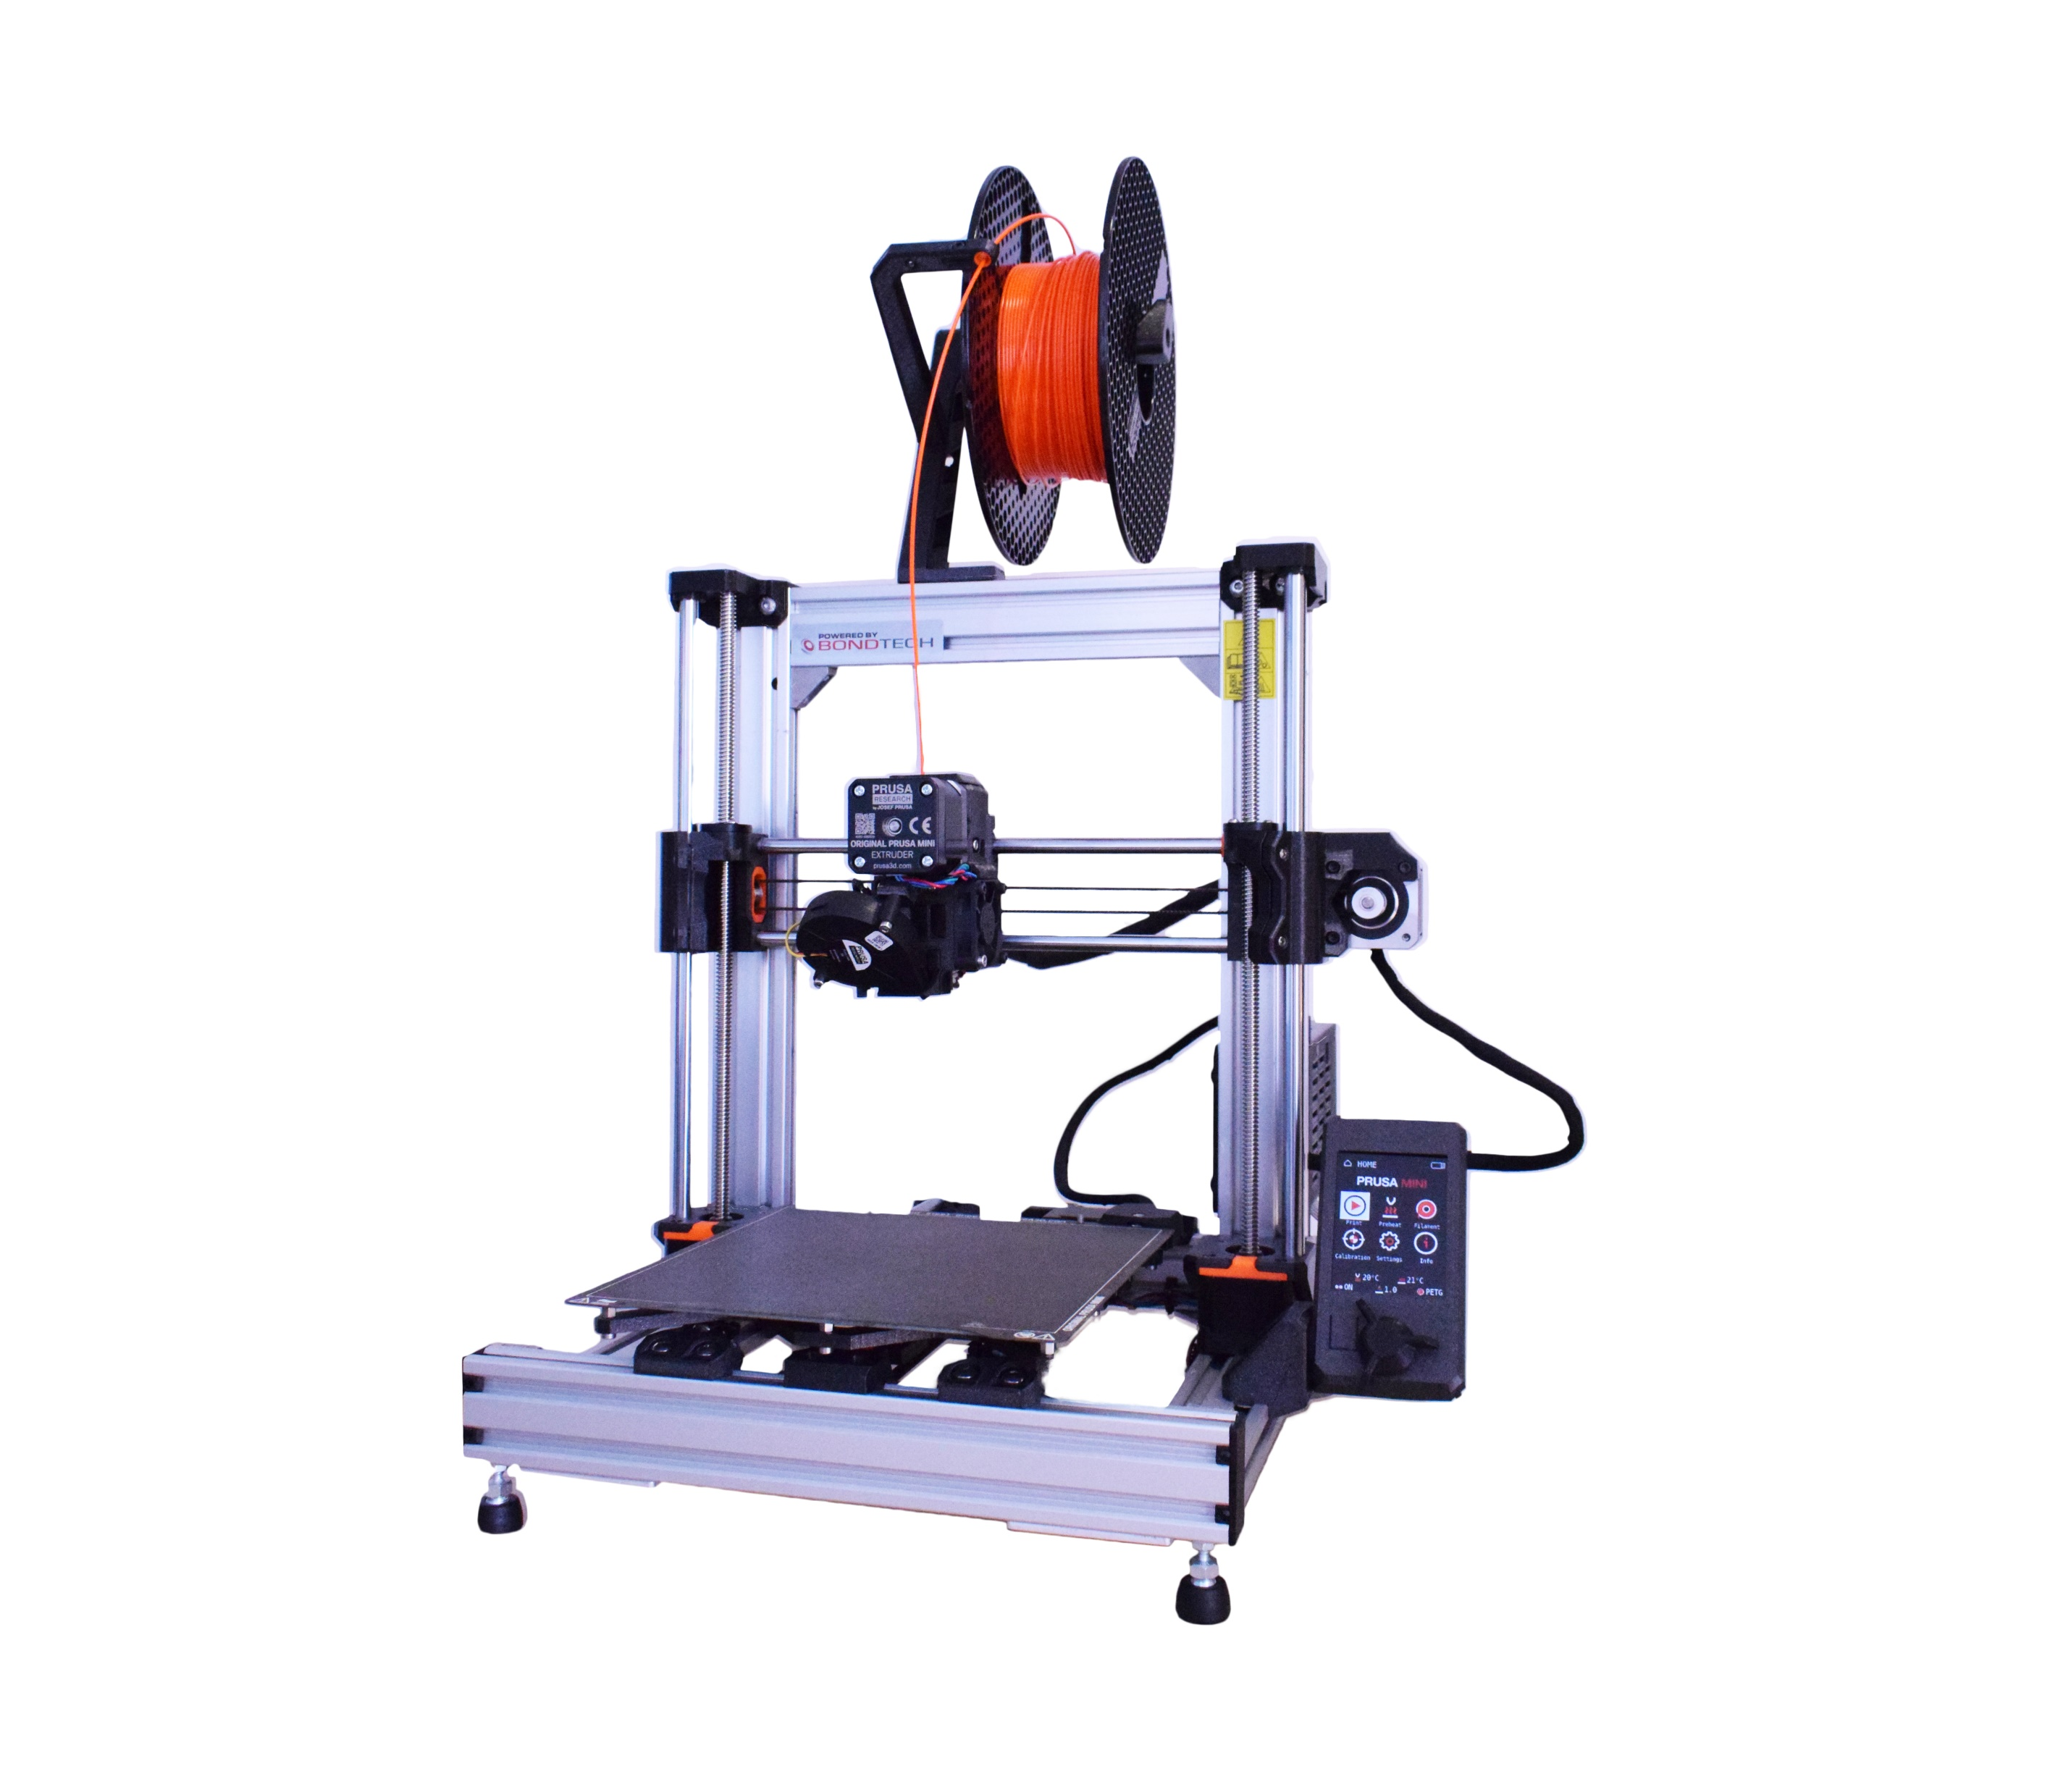 POWERED BY
BONDTECH
PRUSA
RESEARCH
by JOSEF PRUSA
CE
ORIGINAL PRUSA MINI
EXTRUDER
prusa3d.com
HOME
PRUSA MINI
Print Preheat Filament
Calibration Settings Info
20°C 21°C
ON 1.0 PETG